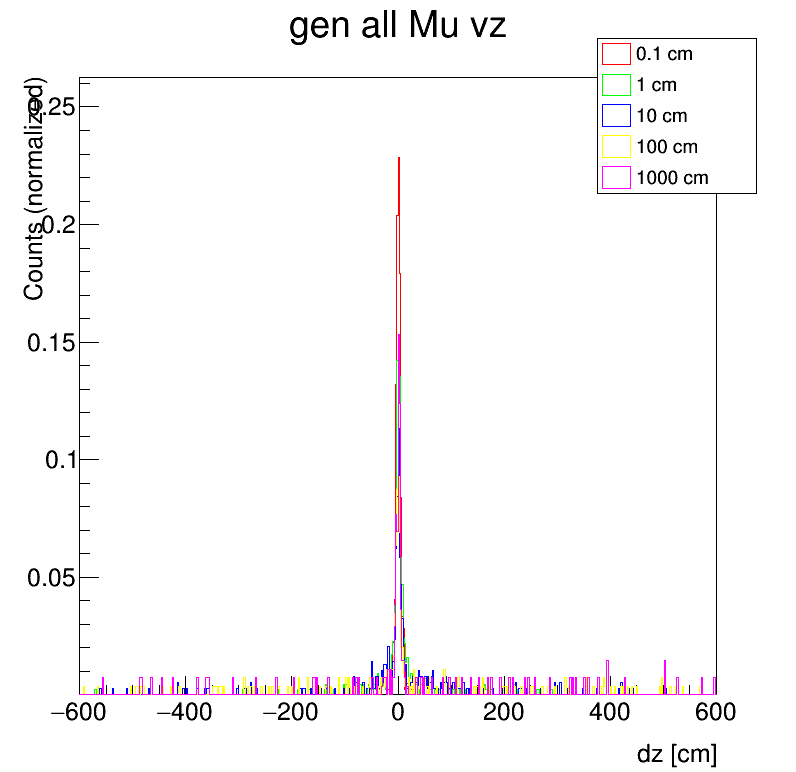 gen all Mu vz
0.1 cm
1 cm
10 cm
100 cm
1000 cm
Counts (normalized)
0.25
0.2
0.15
0.1
0.05
−600
−400
−200
0
200
400
600
dz [cm]